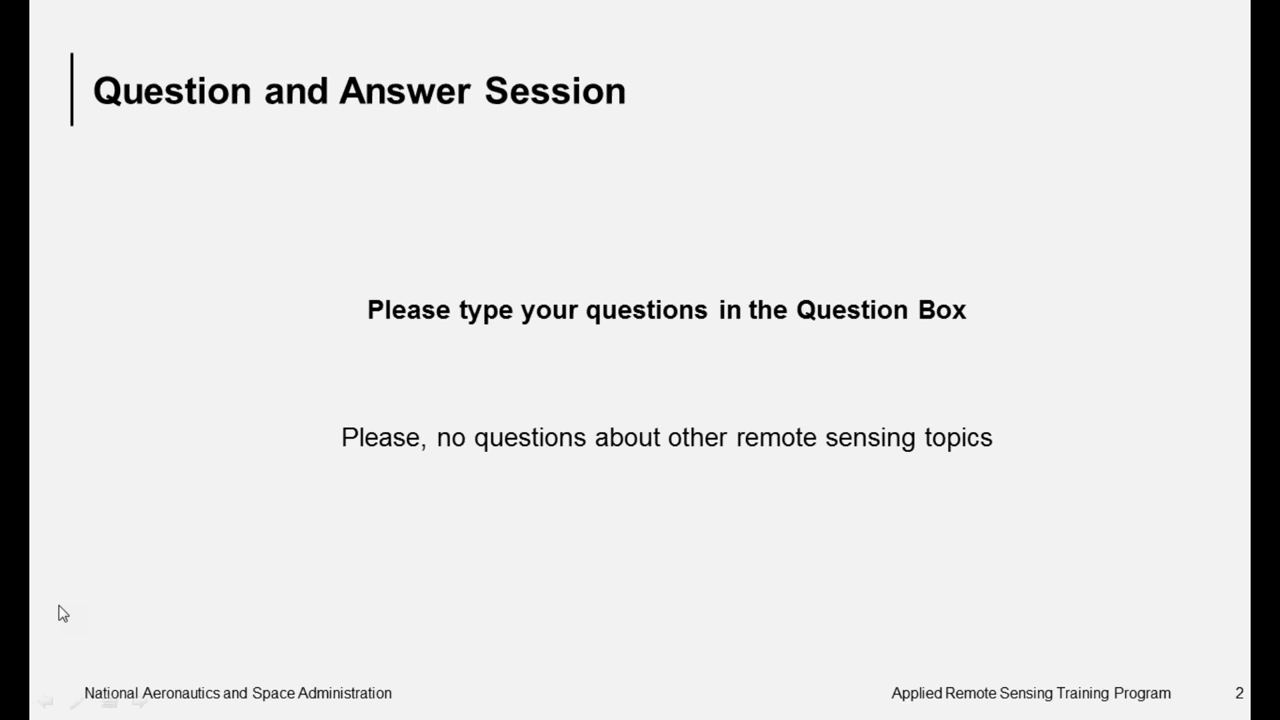 Question and Answer Session
Please type your questions in the Question Box
Please, no questions about other remote sensing topics
National Aeronautics and Space Administration
Applied Remote Sensing Training Program
2